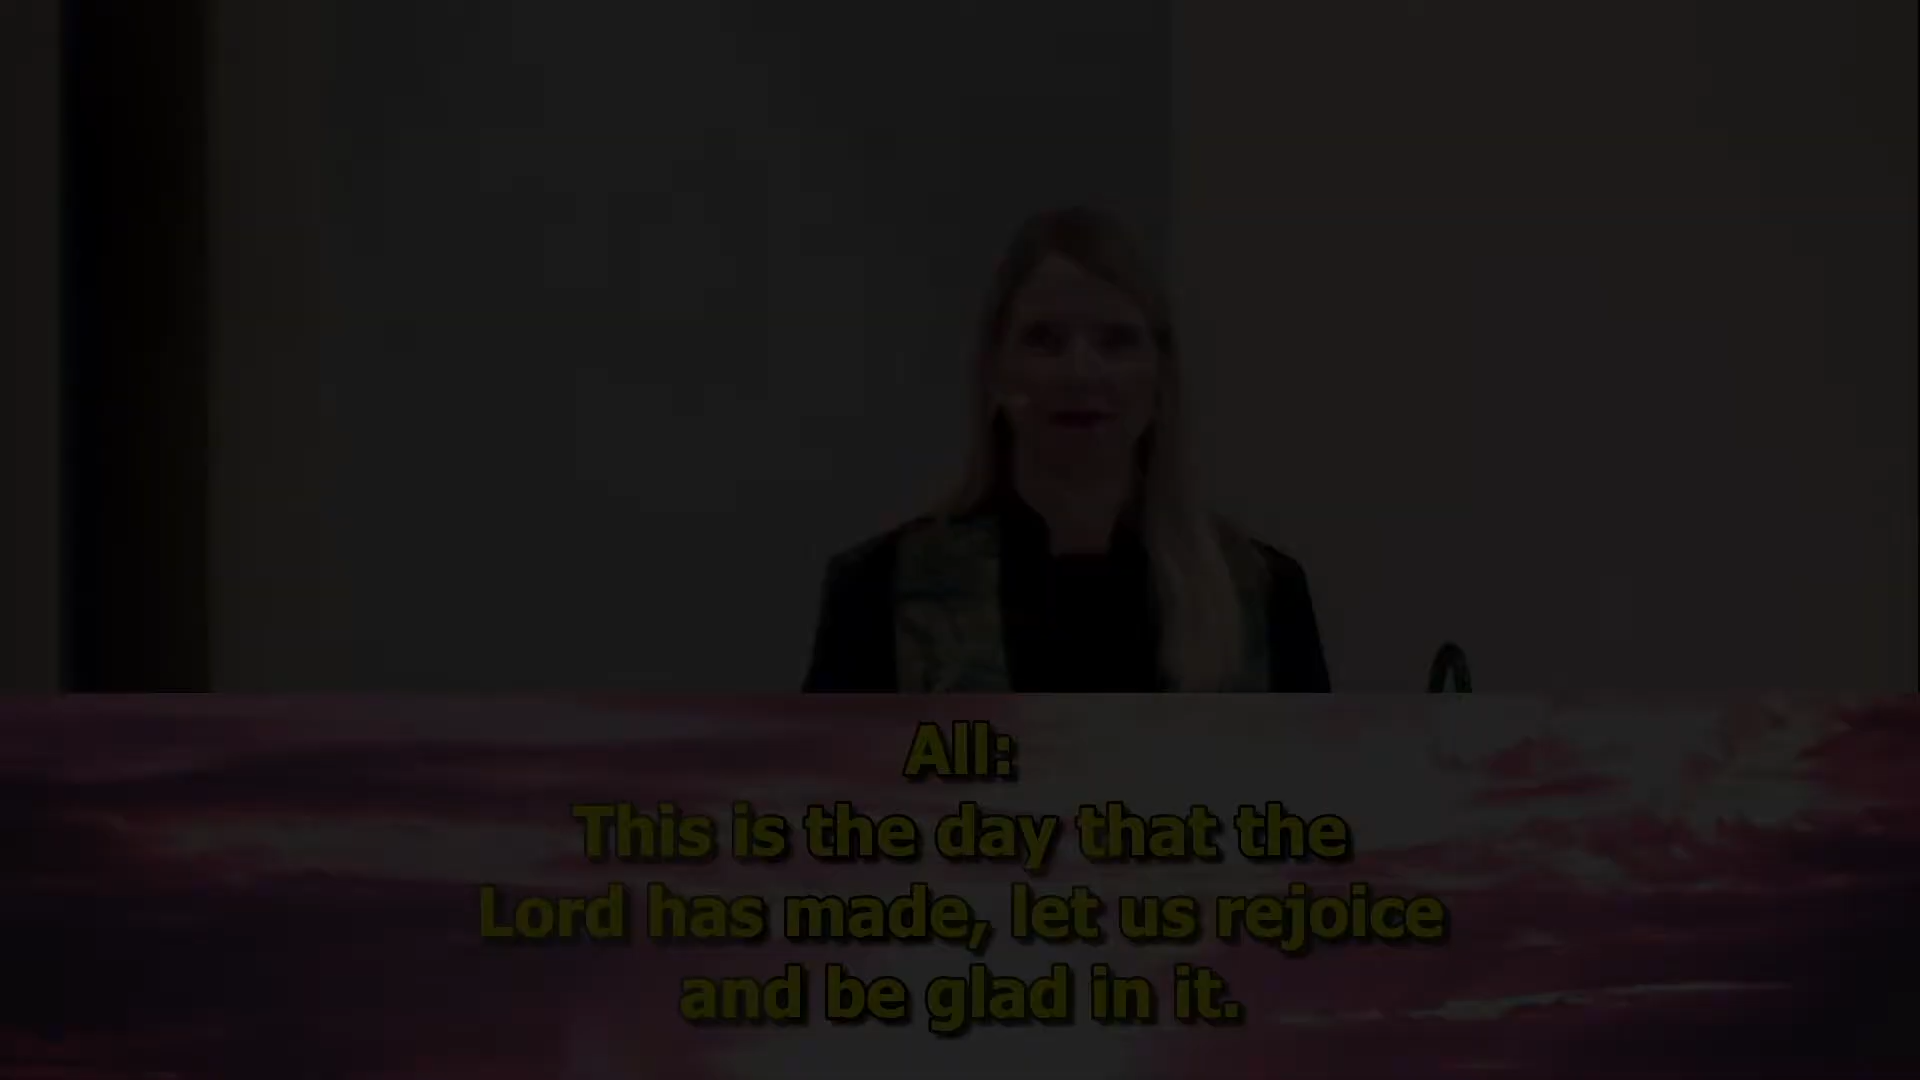 All:
This is the day that the
Lord has made, let us rejoice
and be glad in it.